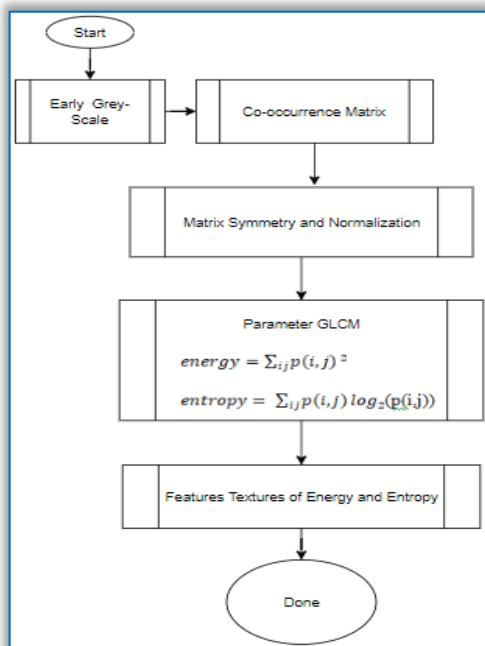 Start
Early Grey-
Scale
Co-occurrence Matrix
Matrix Symmetry and Normalization
Parameter GLCM
energy = ∑ᵢⱼ p(i,j) ²
entropy = ∑ᵢⱼ p(i,j) log₂(p(i,j))
Features Textures of Energy and Entropy
Done